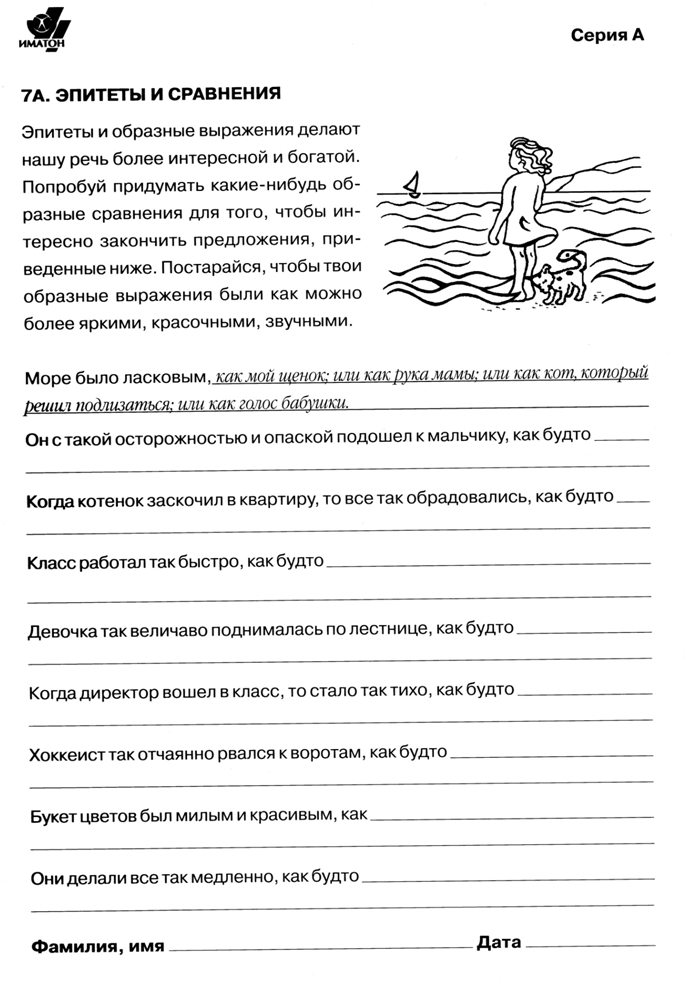 ИМАТОН
Серия А
7А. ЭПИТЕТЫ И СРАВНЕНИЯ
Эпитеты и образные выражения делают
нашу речь более интересной и богатой.
Попробуй придумать какие-нибудь об-
разные сравнения для того, чтобы ин-
тересно закончить предложения, при-
веденные ниже. Постарайся, чтобы твои
образные выражения были как можно
более яркими, красочными, звучными.
Море было ласковым, как мой щенок; или как рука мамы; или как кот, который
решил подлизаться; или как голос бабушки.
Он с такой осторожностью и опаской подошел к мальчику, как будто
Когда котенок заскочил в квартиру, то все так обрадовались, как будто
Класс работал так быстро, как будто
Девочка так величаво поднималась по лестнице, как будто
Когда директор вошел в класс, то стало так тихо, как будто
Хоккеист так отчаянно рвался к воротам, как будто
Букет цветов был милым и красивым, как
Они делали все так медленно, как будто
Фамилия, имя Дата